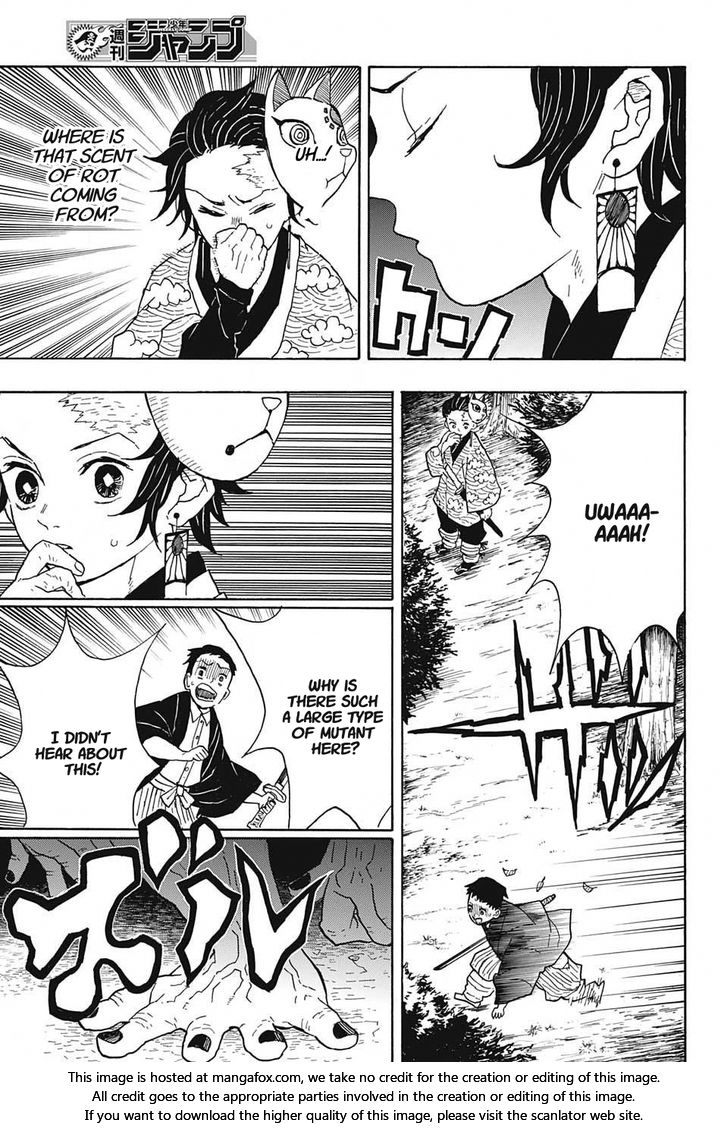 週刊
少年
ジャンプ
クン
UH...!
WHERE IS
THAT SCENT
OF ROT
COMING
FROM?
UWAAA-
AAAH!
WHY IS
THERE SUCH
A LARGE TYPE
OF MUTANT
HERE?
I DIDN'T
HEAR ABOUT
THIS!
This image is hosted at mangafox.com, we take no credit for the creation or editing of this image.
All credit goes to the appropriate parties involved in the creation or editing of this image.
If you want to download the higher quality of this image, please visit the scanlator web site.